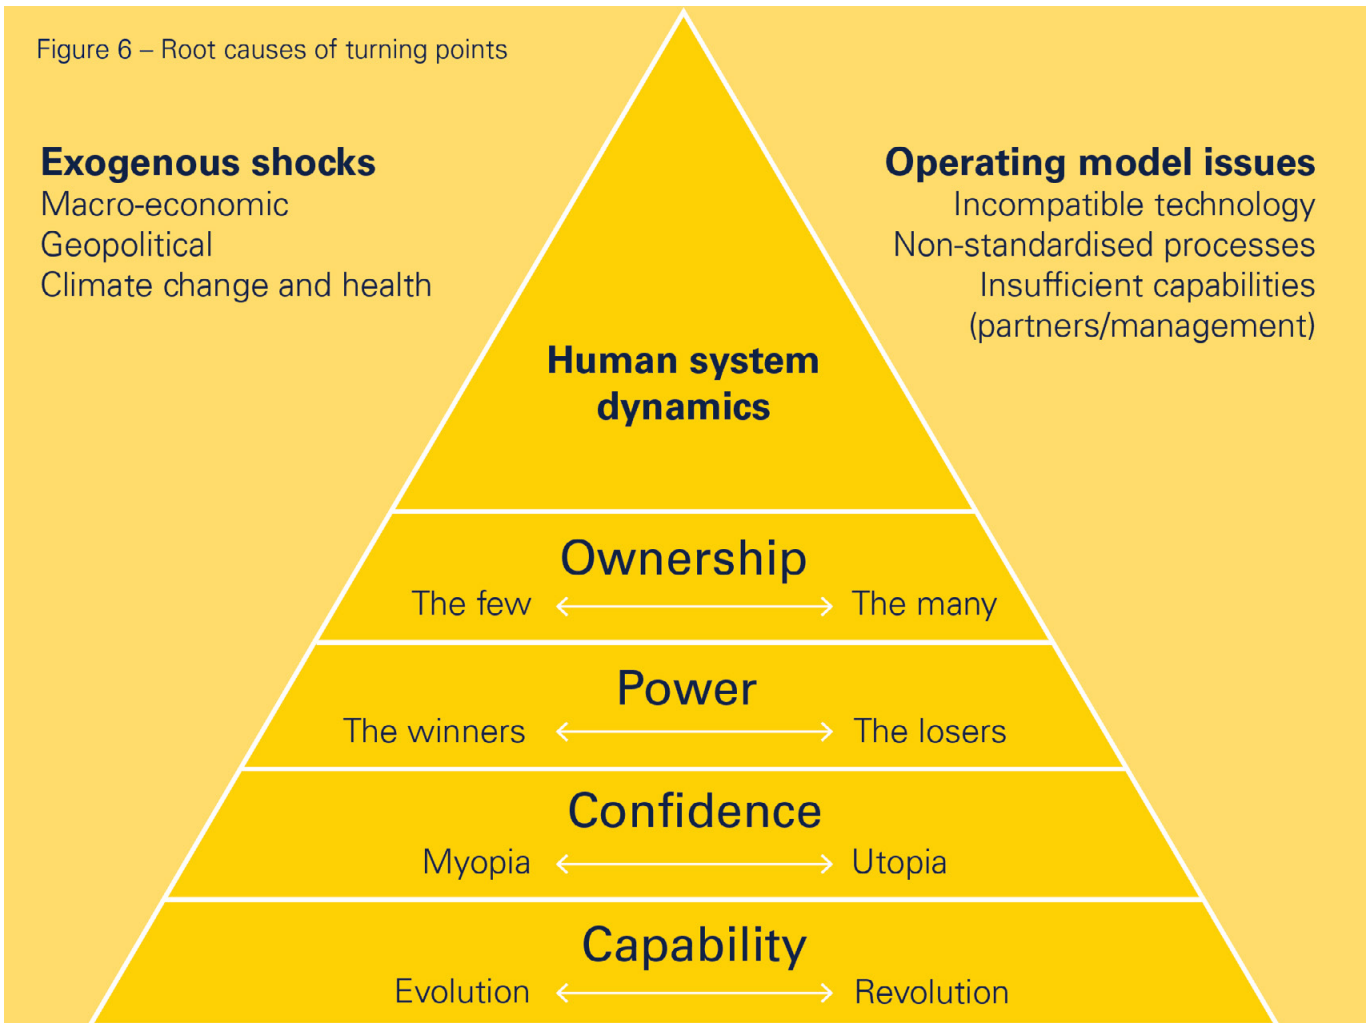 Figure 6 – Root causes of turning points
Exogenous shocks
Macro-economic
Geopolitical
Climate change and health
Operating model issues
Incompatible technology
Non-standardised processes
Insufficient capabilities
(partners/management)
Human system
dynamics
Ownership
The few The many
Power
The winners The losers
Confidence
Myopia Utopia
Capability
Evolution Revolution